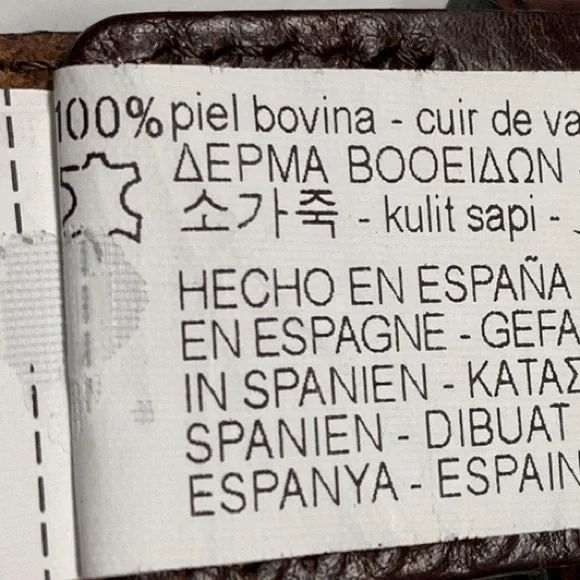 100% piel bovina - cuir de va
ΔΕΡΜΑ ΒΟΟΕΙΔΩΝ
소가죽 - kulit sapi -
HECHO EN ESPAÑA
EN ESPAGNE - GEFA
IN SPANIEN - ΚΑΤΑΣ
SPANIEN - DIBUAT
ESPANYA - ESPAIN